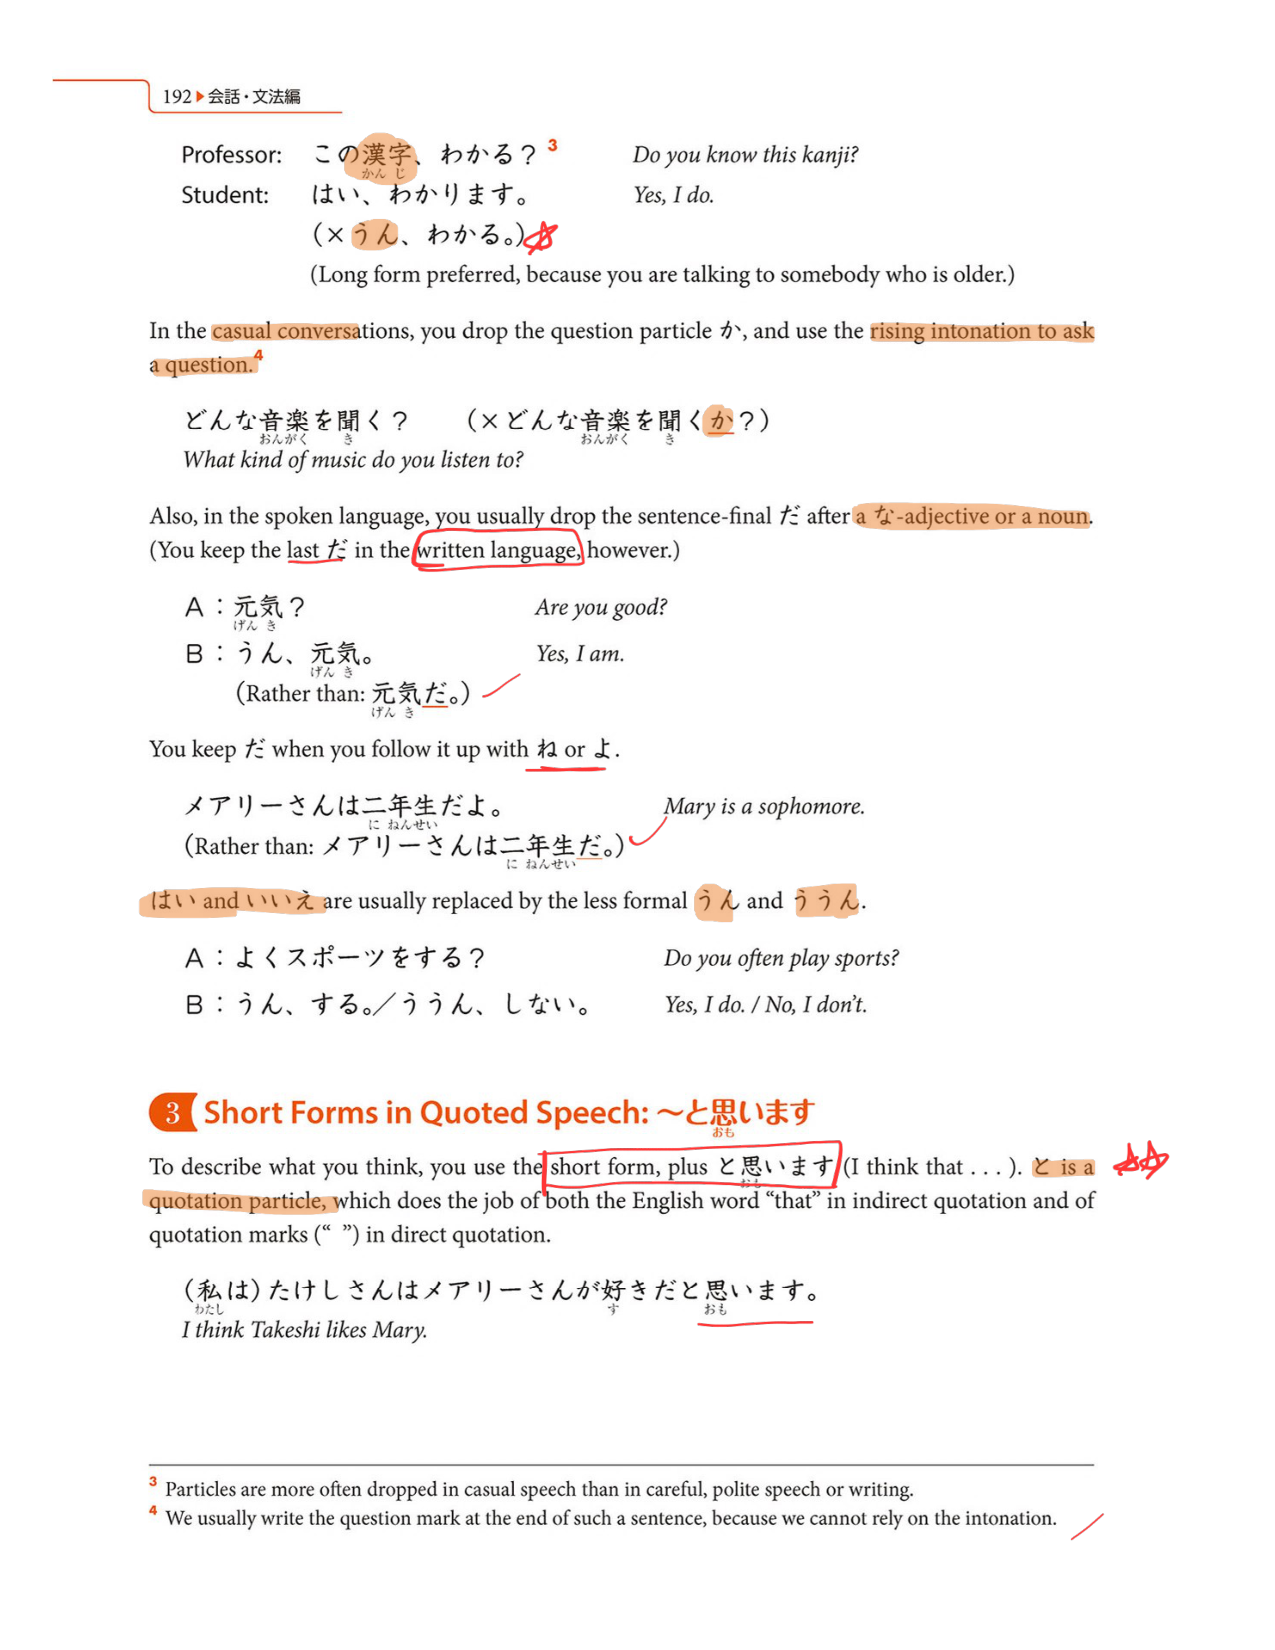 192▶会話・文法編
Professor: この漢字、わかる？ 3 Do you know this kanji?
かん じ
Student: はい、わかります。 Yes, I do.
(×うん、わかる。)
(Long form preferred, because you are talking to somebody who is older.)
In the casual conversations, you drop the question particle か, and use the rising intonation to ask
a question.4
どんな音楽を聞く？ (×どんな音楽を聞くか？)
おんがく き おんがく き
What kind of music do you listen to?
Also, in the spoken language, you usually drop the sentence-final だ after a な-adjective or a noun.
(You keep the last だ in the written language, however.)
A：元気？ Are you good?
げん き
B：うん、元気。 Yes, I am.
げん き
(Rather than: 元気だ。)
げん き
You keep だ when you follow it up with ね or よ.
メアリーさんは二年生だよ。 Mary is a sophomore.
に ねんせい
(Rather than: メアリーさんは二年生だ。)
に ねんせい
はい and いいえ are usually replaced by the less formal うん and ううん.
A：よくスポーツをする？ Do you often play sports?
B：うん、する。／ううん、しない。 Yes, I do. / No, I don't.
3 Short Forms in Quoted Speech: 〜と思います
おも
To describe what you think, you use the short form, plus と思います (I think that . . . ). と is a
おも
quotation particle, which does the job of both the English word “that” in indirect quotation and of
quotation marks (“ ”) in direct quotation.
(私は)たけしさんはメアリーさんが好きだと思います。
わたし す おも
I think Takeshi likes Mary.
3 Particles are more often dropped in casual speech than in careful, polite speech or writing.
4 We usually write the question mark at the end of such a sentence, because we cannot rely on the intonation.